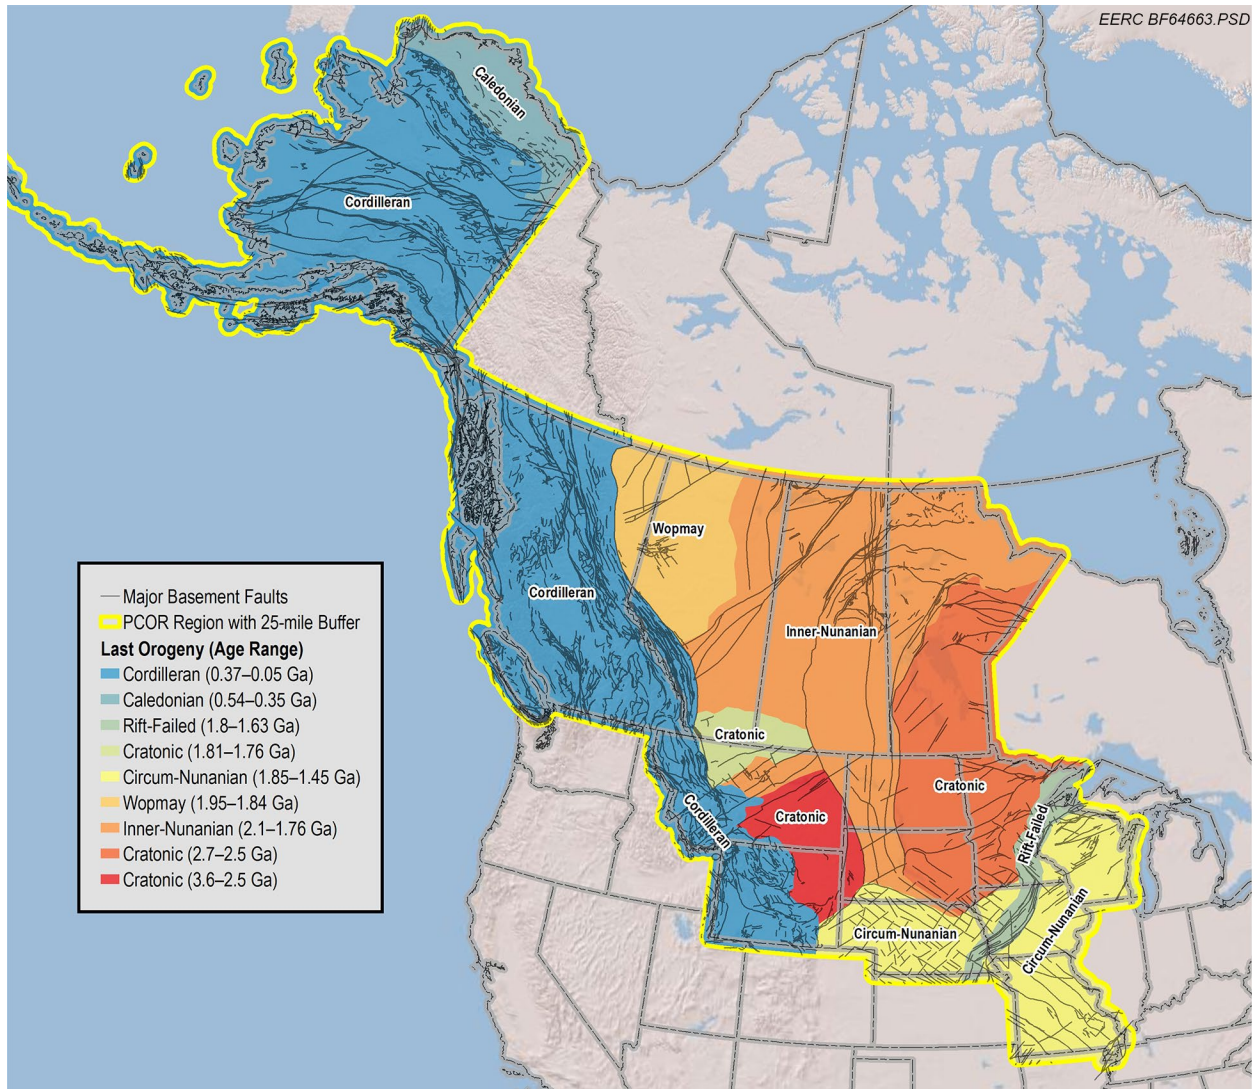 EERC BF64663.PSD
Caledonian
Cordilleran
Wopmay
Cordilleran
Inner-Nunanian
Cratonic
Cratonic
Cordilleran
Cratonic
Rift-Failed
Circum-Nunanian
Circum-Nunanian
Major Basement Faults
PCOR Region with 25-mile Buffer
Last Orogeny (Age Range)
Cordilleran (0.37–0.05 Ga)
Caledonian (0.54–0.35 Ga)
Rift-Failed (1.8–1.63 Ga)
Cratonic (1.81–1.76 Ga)
Circum-Nunanian (1.85–1.45 Ga)
Wopmay (1.95–1.84 Ga)
Inner-Nunanian (2.1–1.76 Ga)
Cratonic (2.7–2.5 Ga)
Cratonic (3.6–2.5 Ga)